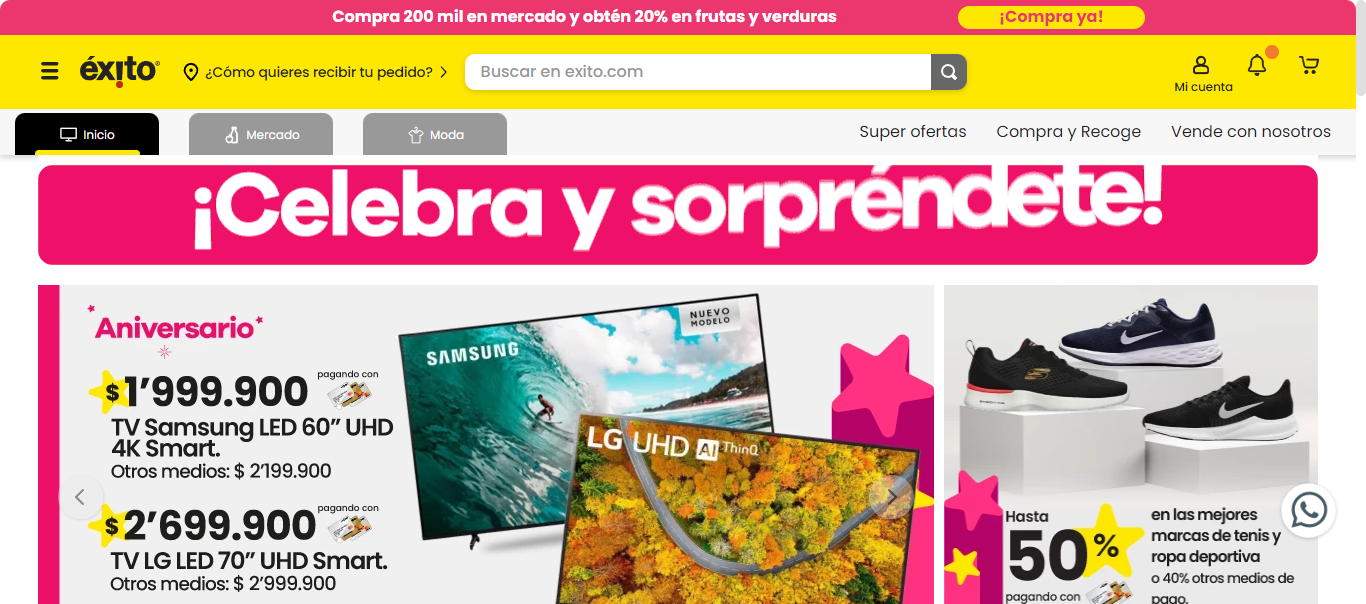 Compra 200 mil en mercado y obtén 20% en frutas y verduras
¡Compra ya!
éxito
¿Cómo quieres recibir tu pedido?
Buscar en exito.com
Mi cuenta
Inicio
Mercado
Moda
Super ofertas
Compra y Recoge
Vende con nosotros
¡Celebra y sorpréndete!
Aniversario
$1’999.900
pagando con
TV Samsung LED 60” UHD
4K Smart.
Otros medios: $ 2’199.900
$2’699.900
pagando con
TV LG LED 70” UHD Smart.
Otros medios: $ 2’999.900
SAMSUNG
NUEVO
MODELO
LG UHD AI ThinQ
Hasta
50%
pagando con
en las mejores
marcas de tenis y
ropa deportiva
o 40% otros medios de
pago.